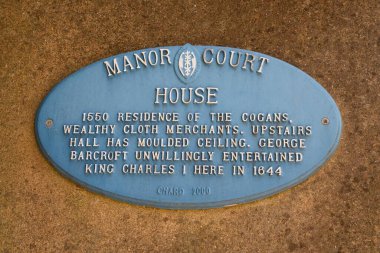 MANOR COURT
HOUSE
1550 RESIDENCE OF THE COGANS,
WEALTHY CLOTH MERCHANTS. UPSTAIRS
HALL HAS MOULDED CEILING. GEORGE
BARCROFT UNWILLINGLY ENTERTAINED
KING CHARLES I HERE IN 1644
CHARD 2000